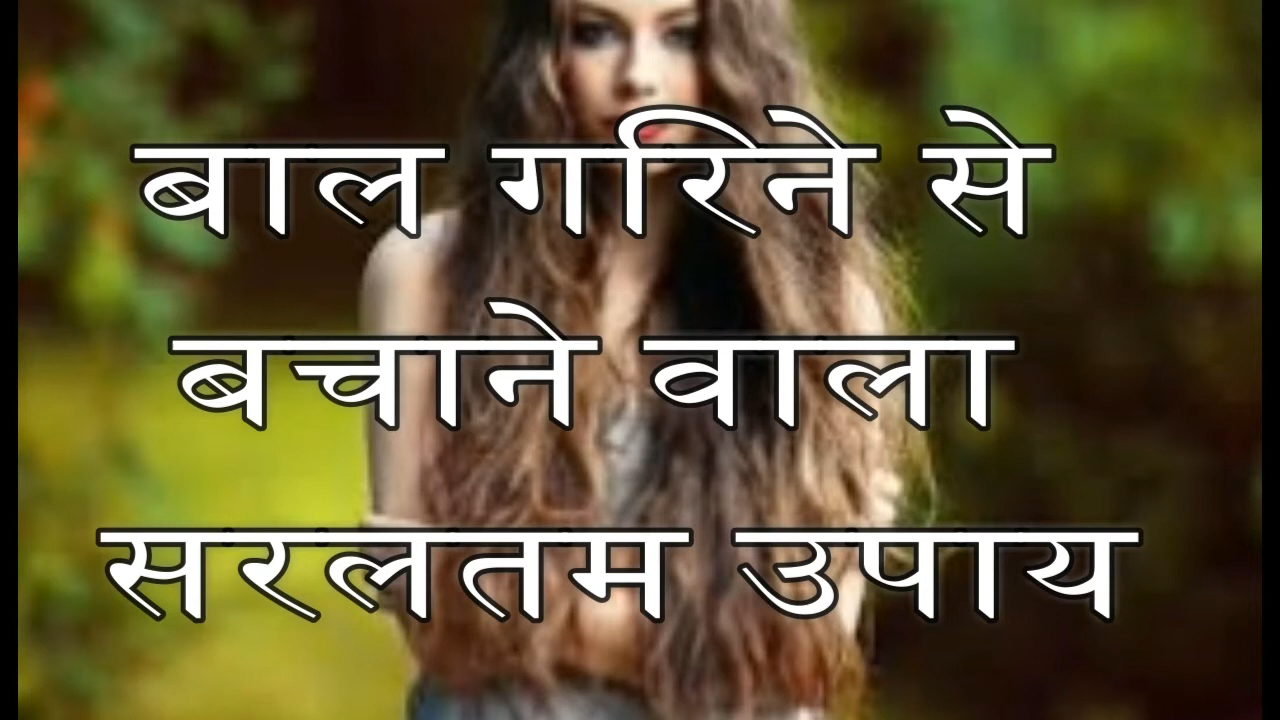 बाल गरिने से
बचाने वाला
सरलतम उपाय